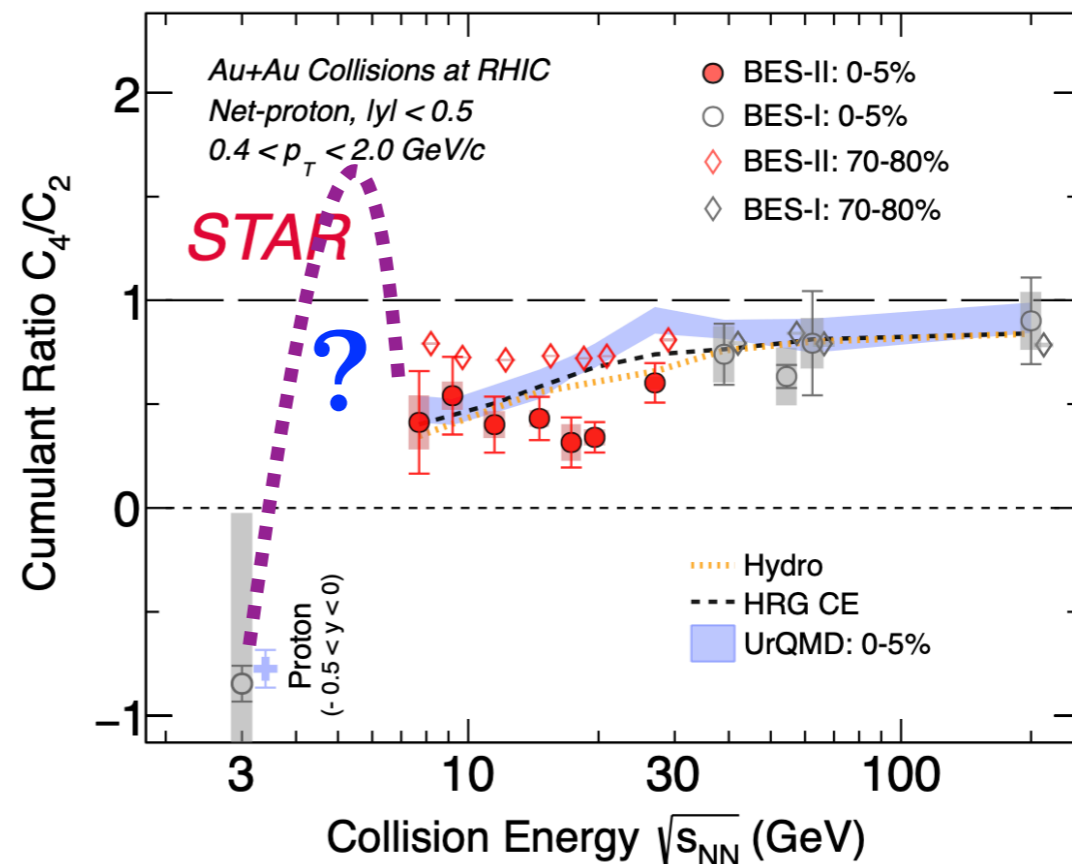 Au+Au Collisions at RHIC
Net-proton, |y| < 0.5
0.4 < p_T < 2.0 GeV/c
STAR
?
BES-II: 0-5%
BES-I: 0-5%
BES-II: 70-80%
BES-I: 70-80%
Cumulant Ratio C₄/C₂
2
1
0
−1
Proton
(- 0.5 < y < 0)
Hydro
HRG CE
UrQMD: 0-5%
3
10
30
100
Collision Energy √s_NN (GeV)